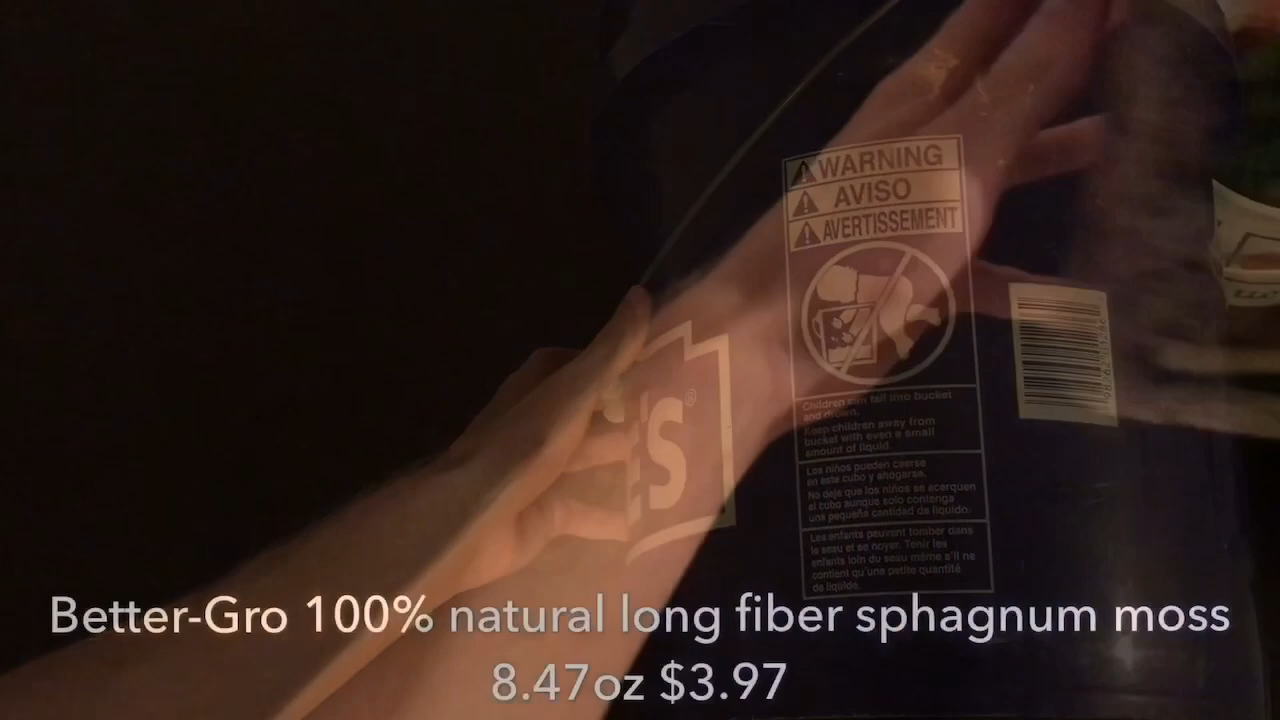 WARNING
AVISO
AVERTISSEMENT
Children can fall into bucket
and drown.
Keep children away from
bucket with even a small
amount of liquid.
Los niños pueden caerse
en este cubo y ahogarse.
No deje que los niños se acerquen
al cubo aunque solo contenga
una pequeña cantidad de líquido.
Les enfants peuvent tomber dans
le seau et se noyer. Tenir les
enfants loin du seau même s'il ne
contient qu'une petite quantité
de liquide.
'S®
Better-Gro 100% natural long fiber sphagnum moss
8.47oz $3.97